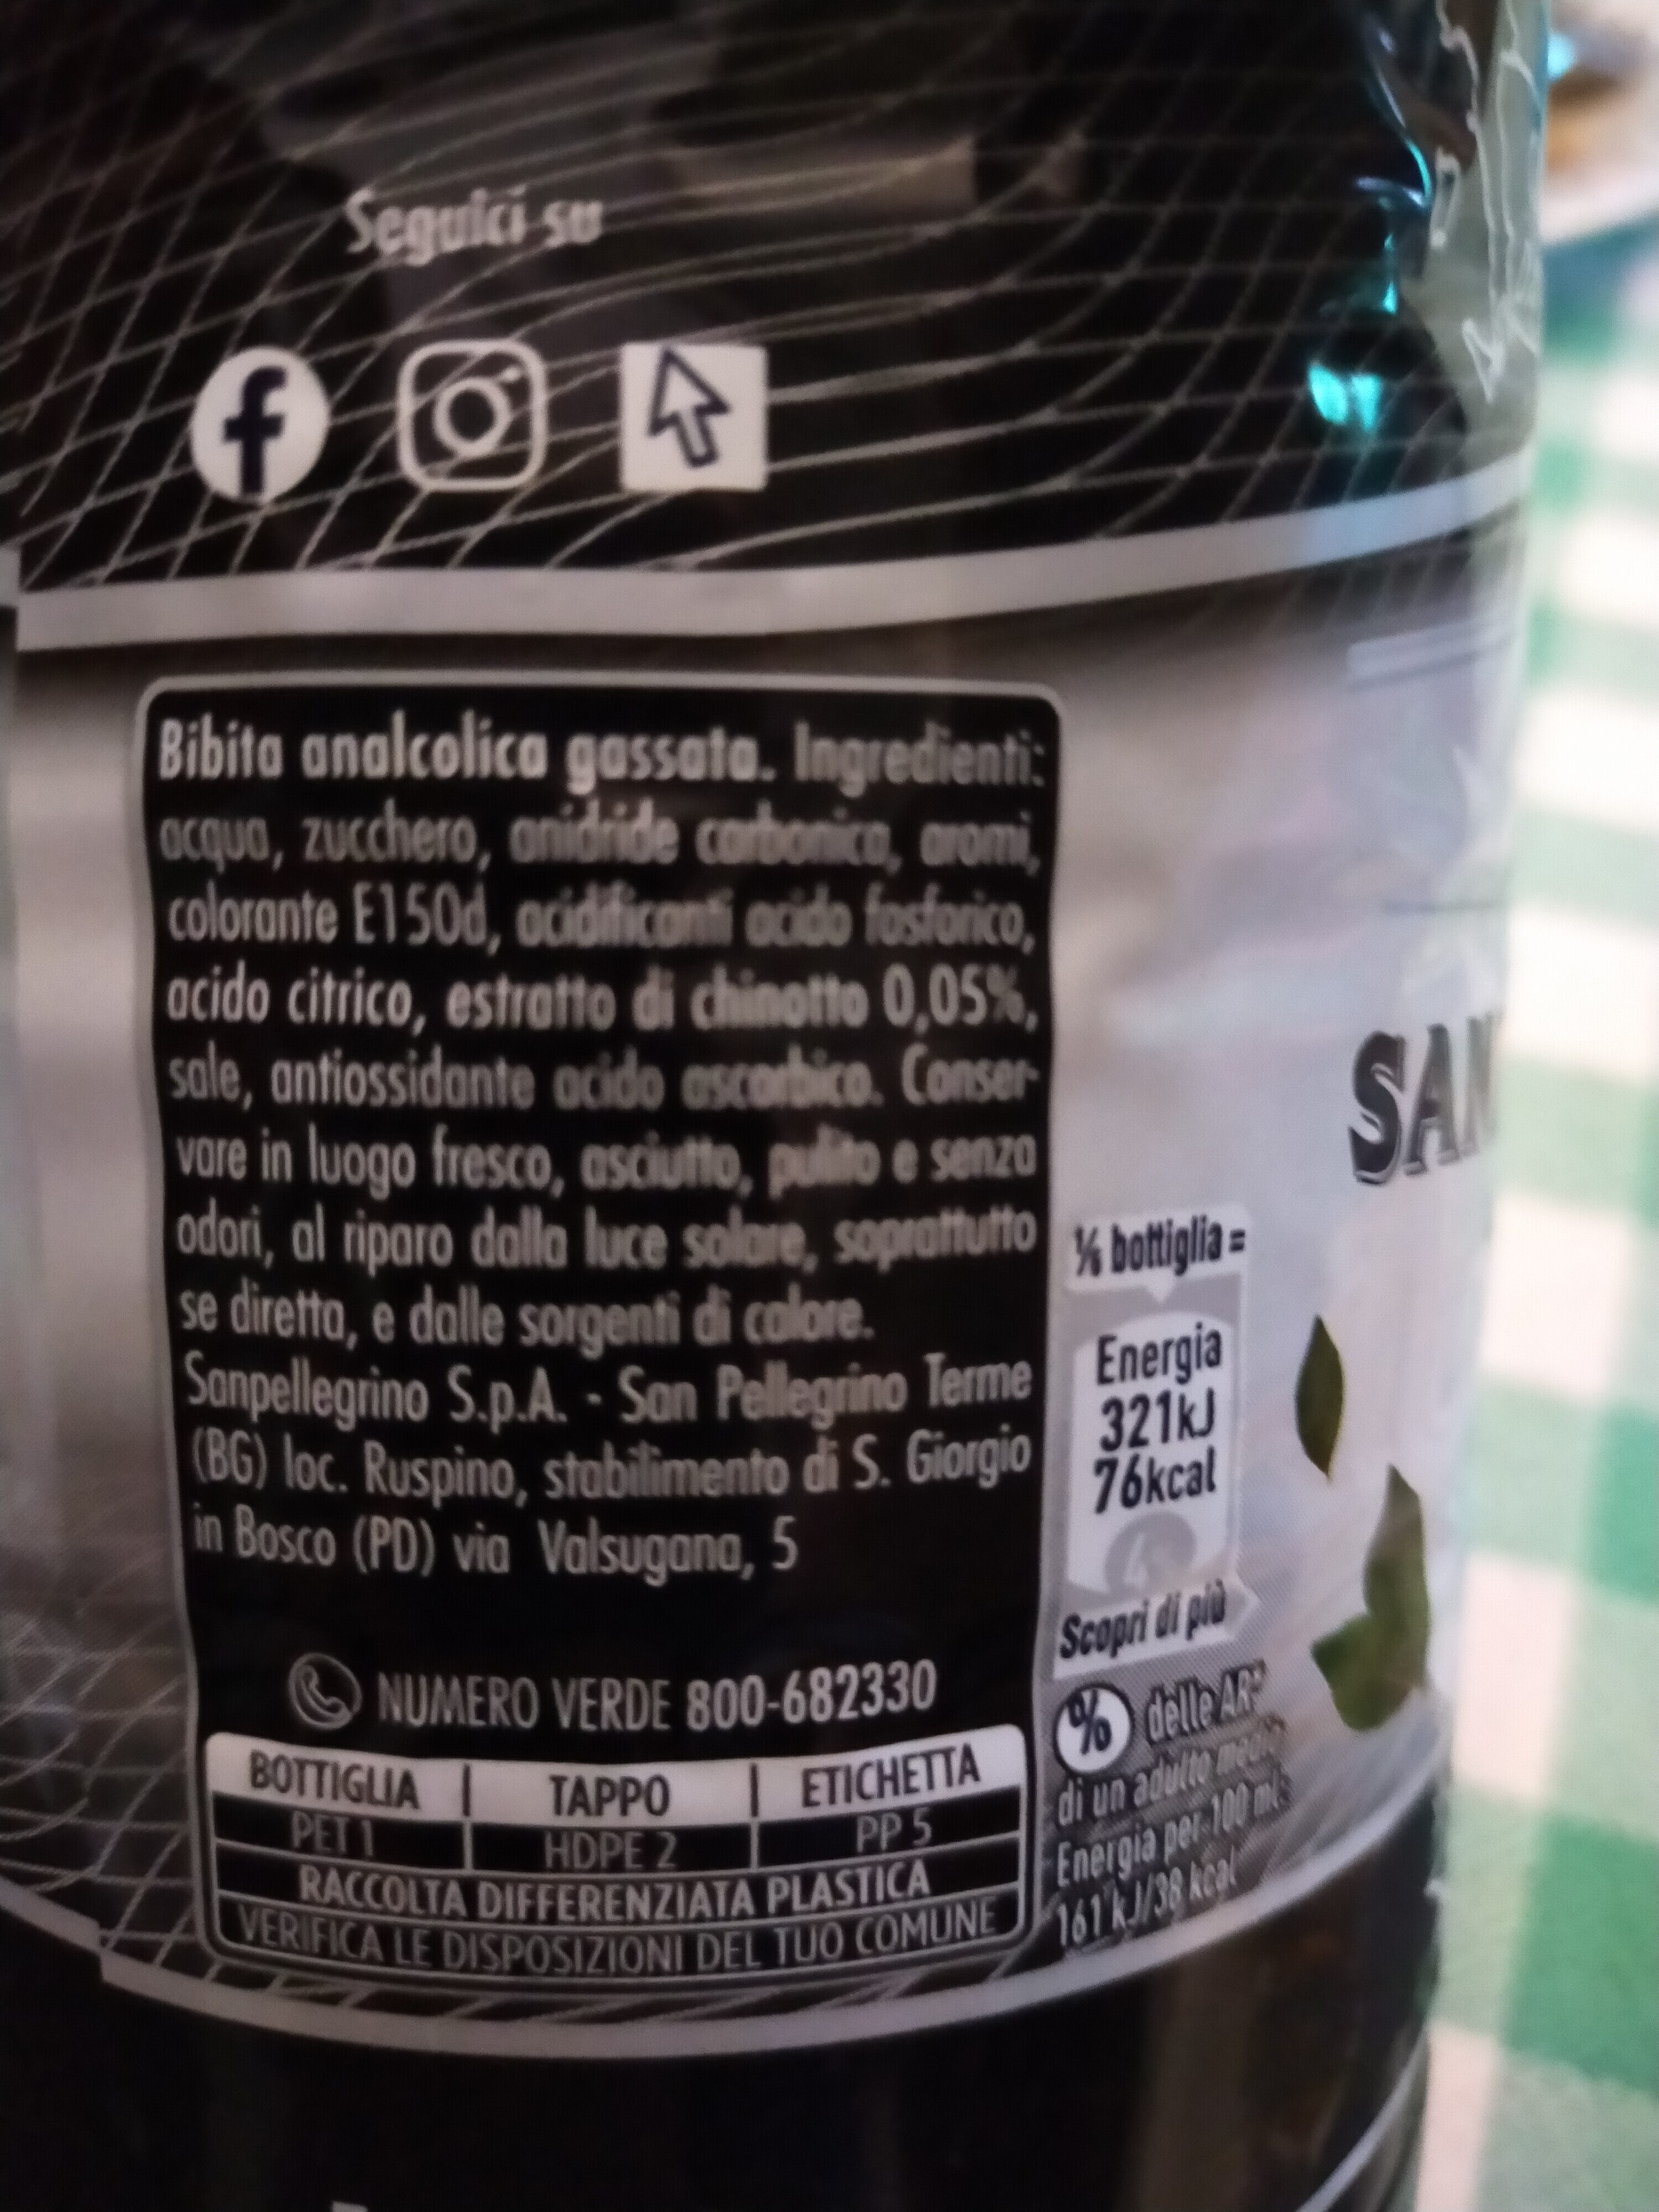 Seguici su
Bibita analcolica gassata. Ingredienti:
acqua, zucchero, anidride carbonica, aromi,
colorante E150d, acidificanti acido fosforico,
acido citrico, estratto di chinotto 0,05%,
sale, antiossidante acido ascorbico. Conser-
vare in luogo fresco, asciutto, pulito e senza
odori, al riparo dalla luce solare, soprattutto
se diretta, e dalle sorgenti di calore.
Sanpellegrino S.p.A. - San Pellegrino Terme
(BG) loc. Ruspino, stabilimento di S. Giorgio
in Bosco (PD) via Valsugana, 5
NUMERO VERDE 800-682330
BOTTIGLIA | TAPPO | ETICHETTA
PET 1 HDPE 2 PP 5
RACCOLTA DIFFERENZIATA PLASTICA
VERIFICA LE DISPOSIZIONI DEL TUO COMUNE
SAN
bottiglia =
Energia
321kJ
76kcal
Scopri di più
% delle AR*
di un adulto medio
Energia per 100 ml:
161 kJ/38 kcal